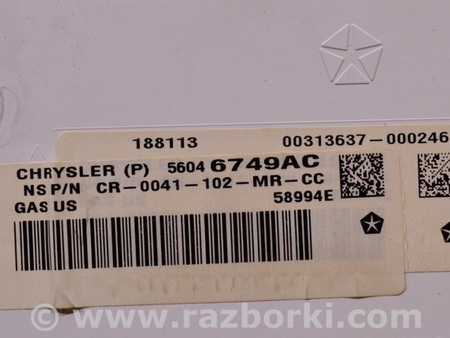 188113 00313637-000246
CHRYSLER (P) 5604 6749AC
NS P/N CR-0041-102-MR-CC
GAS US 58994E
© www.razborki.com